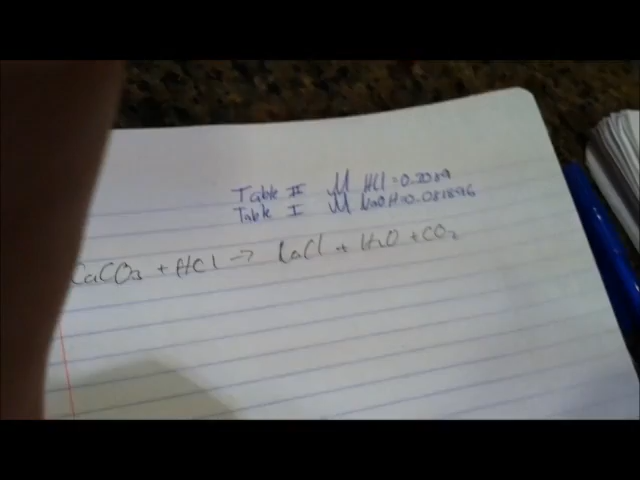 Table II M HCl = 0.2089
Table I M NaOH = 0.081896
CaCO3 + HCl → CaCl + H2O + CO2